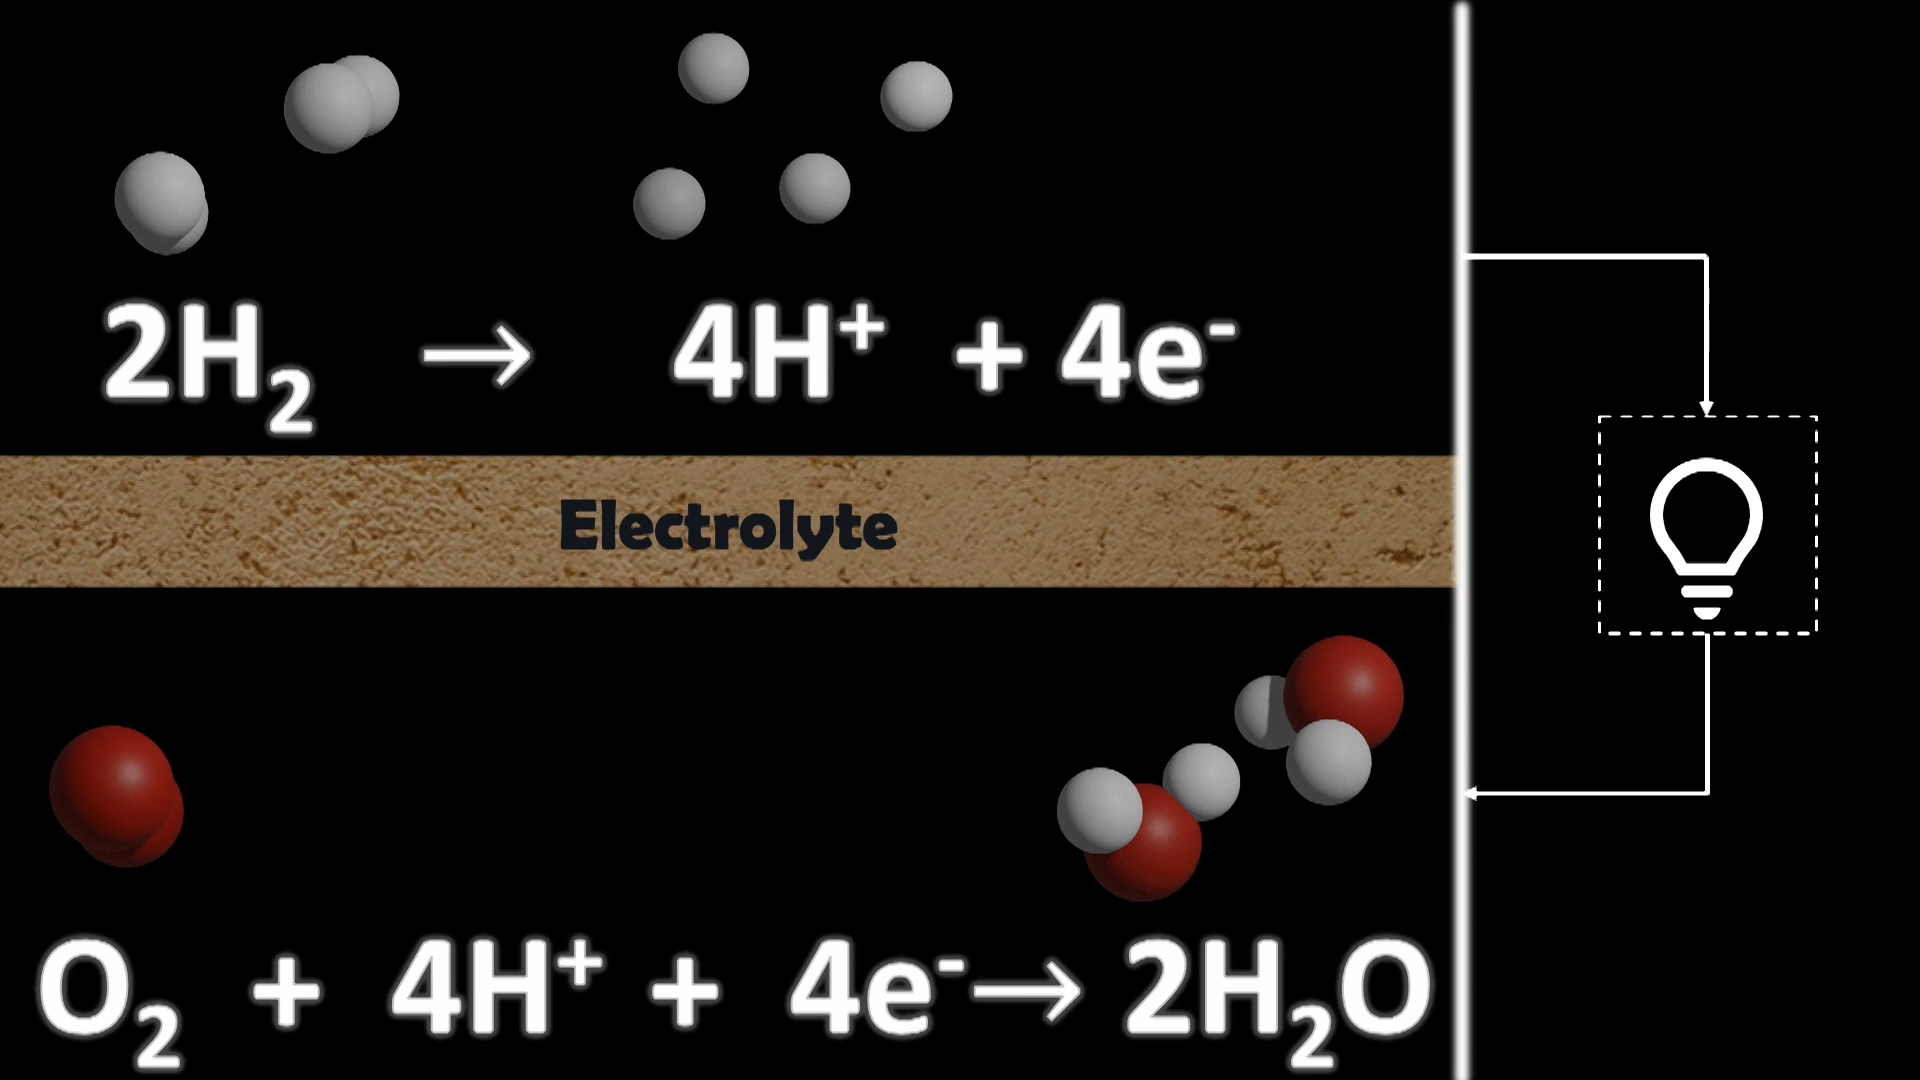 2H₂ → 4H⁺ + 4e⁻
Electrolyte
O₂ + 4H⁺ + 4e⁻→ 2H₂O